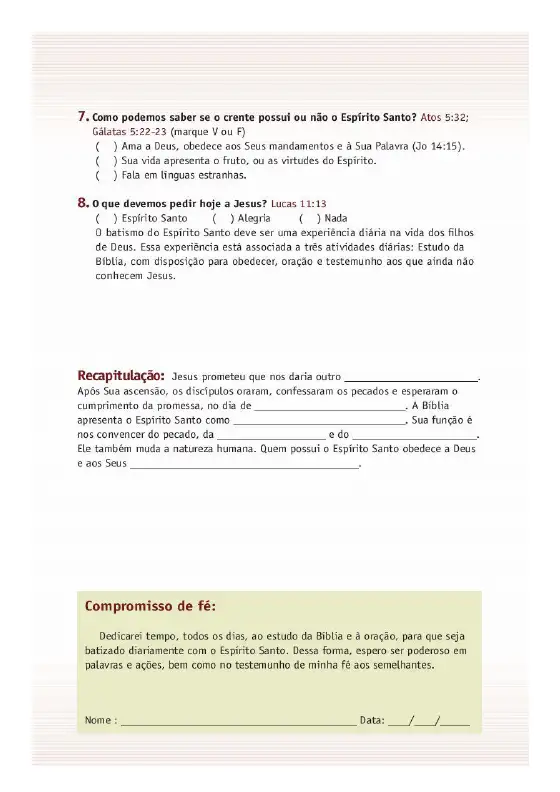 7. Como podemos saber se o crente possui ou não o Espírito Santo? Atos 5:32;
Gálatas 5:22-23 (marque V ou F)
(   ) Ama a Deus, obedece aos Seus mandamentos e à Sua Palavra (Jo 14:15).
(   ) Sua vida apresenta o fruto, ou as virtudes do Espírito.
(   ) Fala em línguas estranhas.
8. O que devemos pedir hoje a Jesus? Lucas 11:13
(   ) Espírito Santo (   ) Alegria (   ) Nada
O batismo do Espírito Santo deve ser uma experiência diária na vida dos filhos
de Deus. Essa experiência está associada a três atividades diárias: Estudo da
Bíblia, com disposição para obedecer, oração e testemunho aos que ainda não
conhecem Jesus.
Recapitulação: Jesus prometeu que nos daria outro _______________________.
Após Sua ascensão, os discípulos oraram, confessaram os pecados e esperaram o
cumprimento da promessa, no dia de __________________________. A Bíblia
apresenta o Espírito Santo como ______________________________. Sua função é
nos convencer do pecado, da ___________________ e do ______________________.
Ele também muda a natureza humana. Quem possui o Espírito Santo obedece a Deus
e aos Seus ________________________________________.
Compromisso de fé:
Dedicarei tempo, todos os dias, ao estudo da Bíblia e à oração, para que seja
batizado diariamente com o Espírito Santo. Dessa forma, espero ser poderoso em
palavras e ações, bem como no testemunho de minha fé aos semelhantes.
Nome : _________________________________________ Data: ____/____/_____